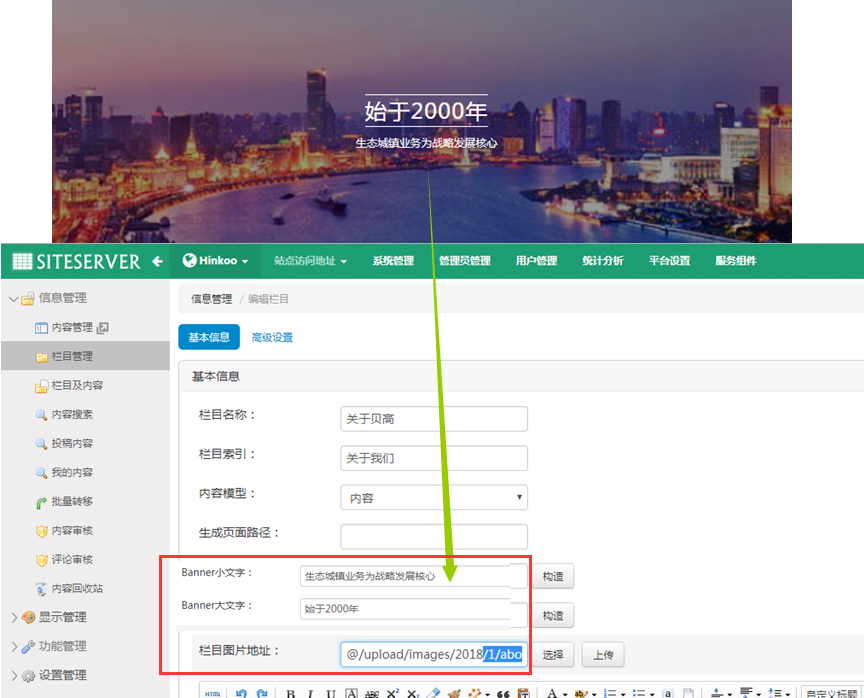 始于2000年
生态城镇业务为战略发展核心
SITESERVER
Hinkoo
站点访问地址
系统管理
管理员管理
用户管理
统计分析
平台设置
服务组件
信息管理
内容管理
栏目管理
栏目及内容
内容搜索
投稿内容
我的内容
批量转移
内容审核
评论审核
内容回收站
显示管理
功能管理
设置管理
信息管理 / 编辑栏目
基本信息 高级设置
基本信息
栏目名称： 关于贝高
栏目索引： 关于我们
内容模型： 内容
生成页面路径：
Banner小文字： 生态城镇业务为战略发展核心 构造
Banner大文字： 始于2000年 构造
栏目图片地址： @/upload/images/2018/1/abo 选择 上传
HTML B I U A ABC X² X₂ A ab a 自定义标题